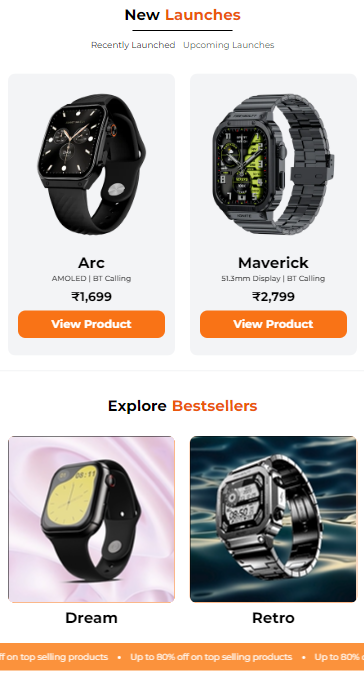 New Launches
Recently Launched Upcoming Launches
Arc
AMOLED | BT Calling
₹1,699
View Product
Maverick
51.3mm Display | BT Calling
₹2,799
View Product
Explore Bestsellers
08:11
Dream
Retro
off on top selling products • Up to 80% off on top selling products • Up to 80%